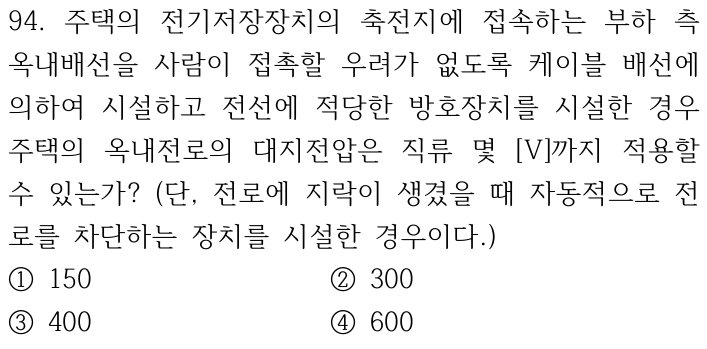 94. 주택의 전기저장장치의 축전지에 접속하는 부하 측
옥내배선을 사람이 접촉할 우려가 없도록 케이블 배선에
의하여 시설하고 전선에 적당한 방호장치를 시설한 경우
주택의 옥내전로의 대지전압은 직류 몇 [V]까지 적용할
수 있는가? (단, 전로에 지락이 생겼을 때 자동적으로 전
로를 차단하는 장치를 시설한 경우이다.)
① 150 ② 300
③ 400 ④ 600